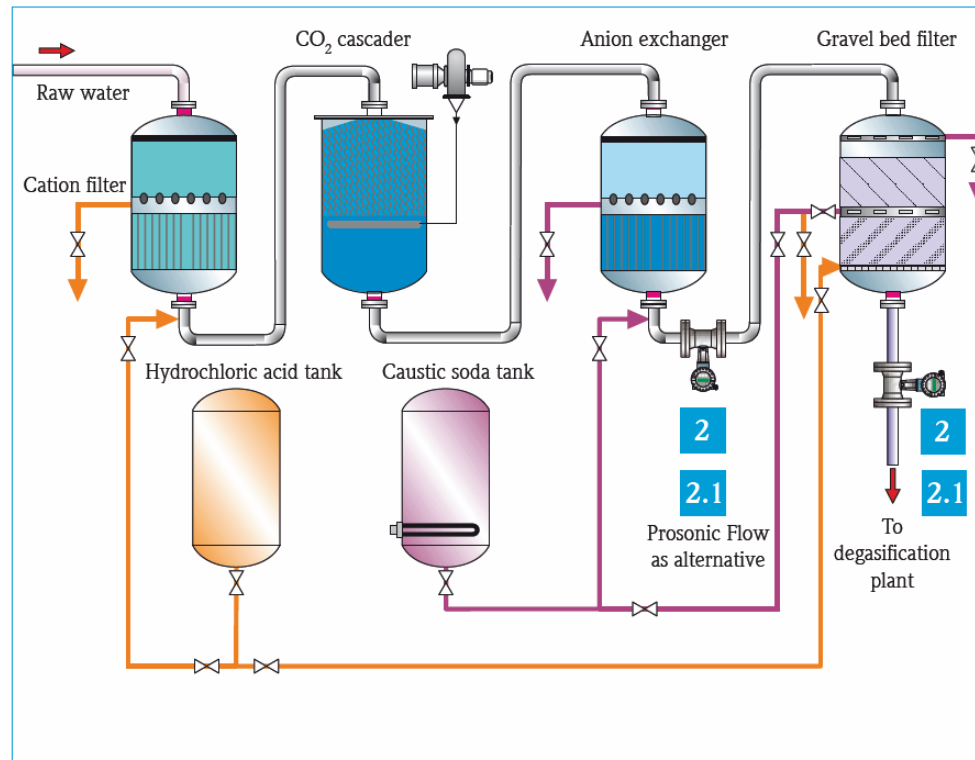 CO₂ cascader
Anion exchanger
Gravel bed filter
Raw water
Cation filter
Hydrochloric acid tank
Caustic soda tank
2
2
2.1
2.1
Prosonic Flow
as alternative
To
degasification
plant